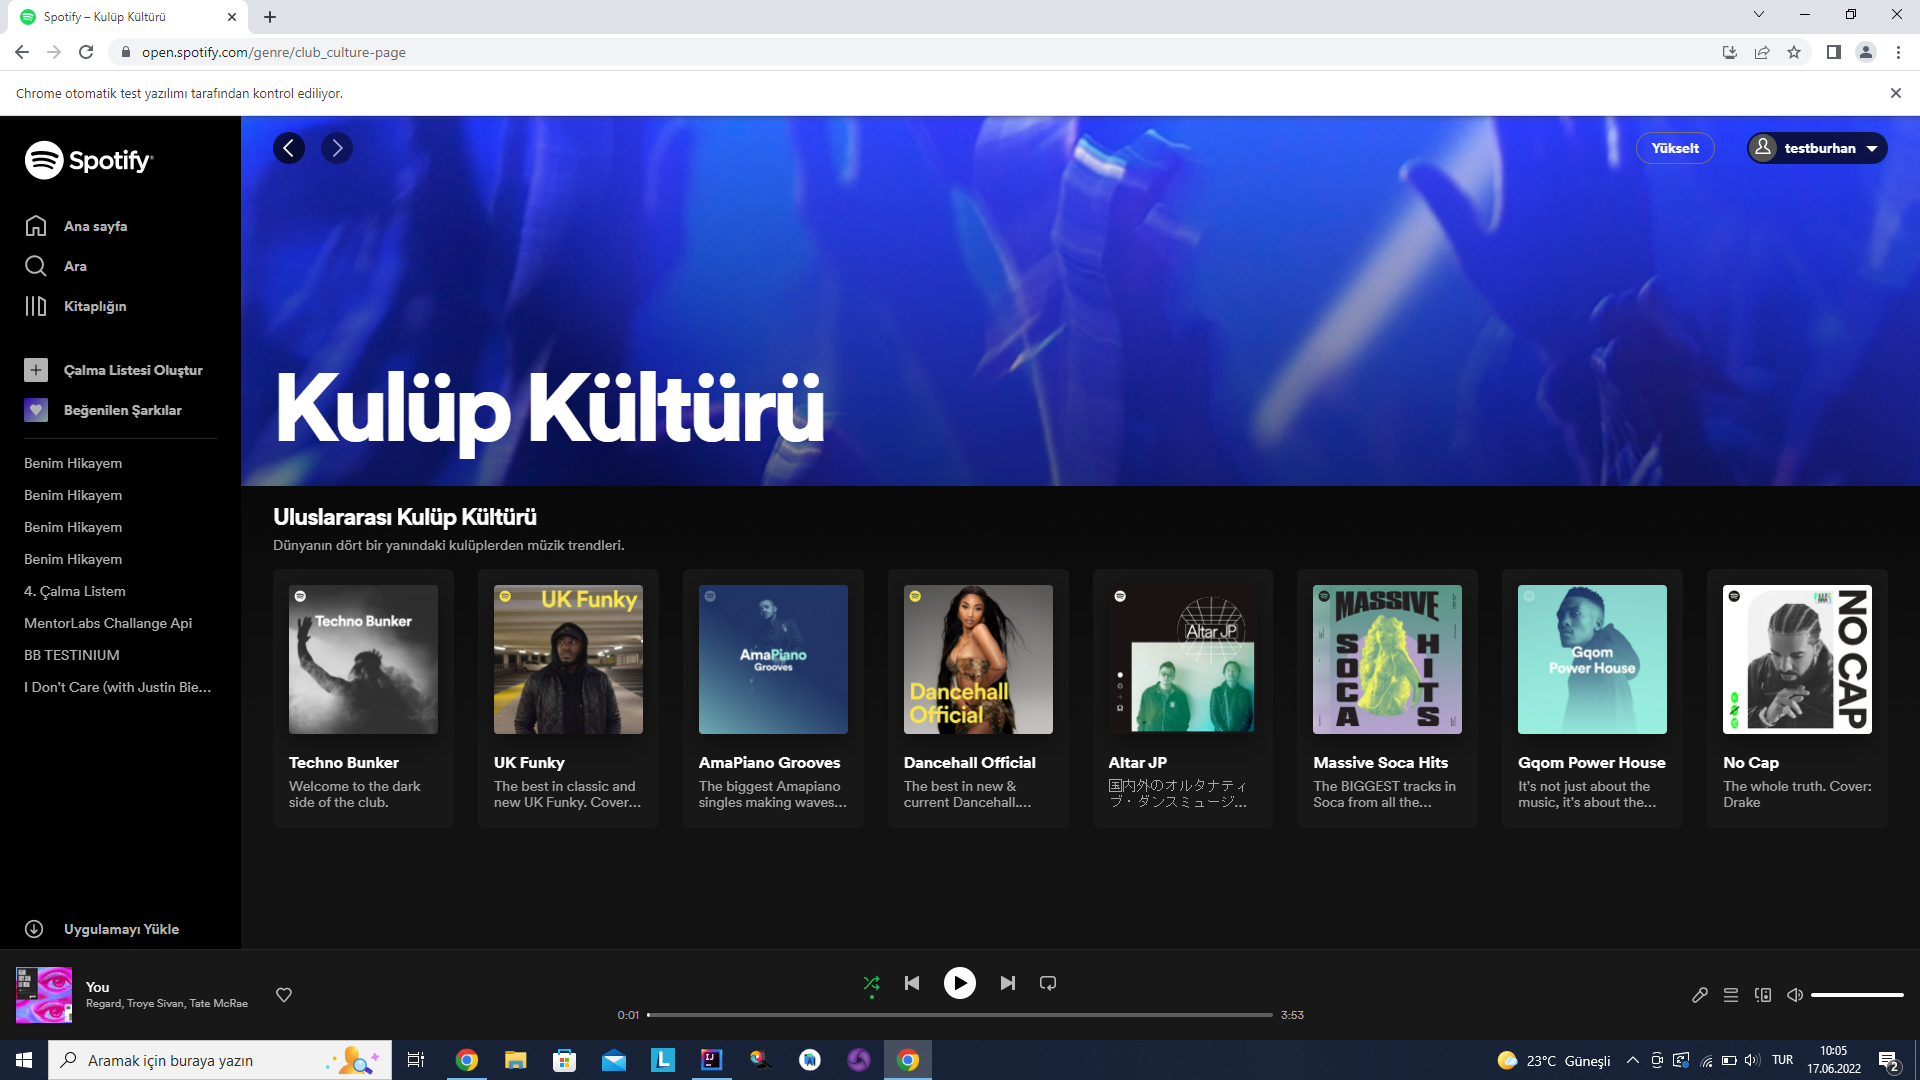 Spotify – Kulüp Kültürü
open.spotify.com/genre/club_culture-page
Chrome otomatik test yazılımı tarafından kontrol ediliyor.
Spotify
Ana sayfa
Ara
Kitaplığın
Çalma Listesi Oluştur
Beğenilen Şarkılar
Benim Hikayem
Benim Hikayem
Benim Hikayem
Benim Hikayem
4. Çalma Listem
MentorLabs Challange Api
BB TESTINIUM
I Don't Care (with Justin Bie...
Uygulamayı Yükle
Yükselt
testburhan
Kulüp Kültürü
Uluslararası Kulüp Kültürü
Dünyanın dört bir yanındaki kulüplerden müzik trendleri.
Techno Bunker
Techno Bunker
Welcome to the dark
side of the club.
UK Funky
UK Funky
The best in classic and
new UK Funky. Cover...
AmaPiano
Grooves
AmaPiano Grooves
The biggest Amapiano
singles making waves...
Dancehall
Official
Dancehall Official
The best in new &
current Dancehall....
Altar JP
Altar JP
国内外のオルタナティ
ブ・ダンスミュージ...
MASSIVE
SOCA
HITS
Massive Soca Hits
The BIGGEST tracks in
Soca from all the...
Gqom
Power House
Gqom Power House
It's not just about the
music, it's about the...
NO CAP
No Cap
The whole truth. Cover:
Drake
You
Regard, Troye Sivan, Tate McRae
0:01
3:53
Aramak için buraya yazın
L
IJ
23°C Güneşli
TUR
10:05
17.06.2022
2